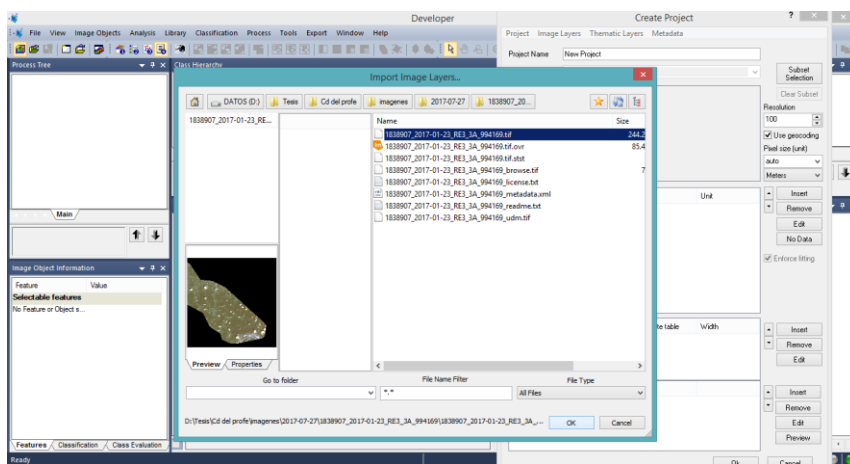 Developer
Create Project
File View Image Objects Analysis Library Classification Process Tools Export Window Help
Project Image Layers Thematic Layers Metadata
Project Name New Project
Process Tree
Class Hierarchy
Import Image Layers...
Subset Selection
Clear Subset
DATOS (D:) Tesis Cd del profe imagenes 2017-07-27 1838907_20...
Resolution
100
1838907_2017-01-23_RE...
Name Size
1838907_2017-01-23_RE3_3A_994169.tif 244.2
Use geocoding
1838907_2017-01-23_RE3_3A_994169.tif.ovr 85.4
Pixel size (unit)
1838907_2017-01-23_RE3_3A_994169.tif.stst
auto
1838907_2017-01-23_RE3_3A_994169_browse.tif 7
Meters
1838907_2017-01-23_RE3_3A_994169_license.txt
1838907_2017-01-23_RE3_3A_994169_metadata.xml
Unit
Insert
1838907_2017-01-23_RE3_3A_994169_readme.txt
Remove
1838907_2017-01-23_RE3_3A_994169_udm.tif
Main
Edit
No Data
Enforce fitting
Image Object Information
Feature Value
Selectable features
No Feature or Object s...
te table Width
Insert
Remove
Edit
Preview Properties
Go to folder File Name Filter File Type
*.* All Files
Insert
Remove
D:\Tesis\Cd del profe\imagenes\2017-07-27\1838907_2017-01-23_RE3_3A_994169\1838907_2017-01-23_RE3_3A_...
OK Cancel
Edit
Preview
Features Classification Class Evaluation
Ready
Ok Cancel